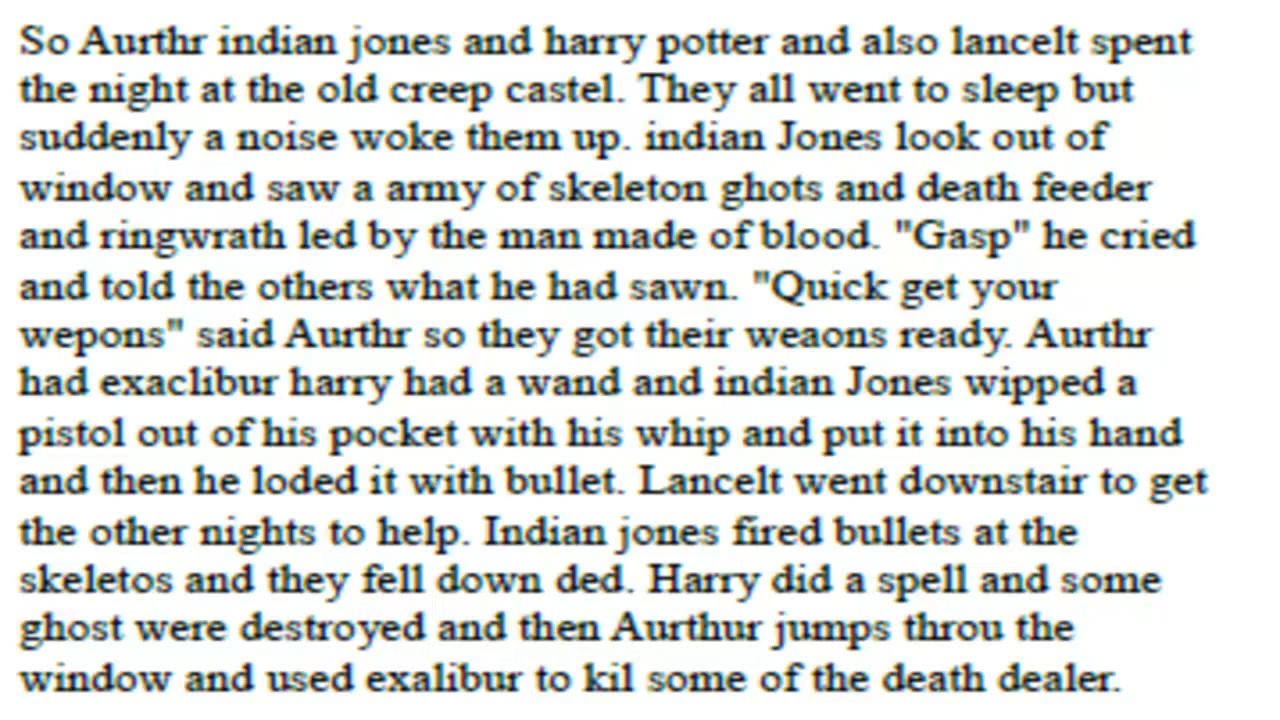 So Aurthr indian jones and harry potter and also lancelt spent
the night at the old creep castel. They all went to sleep but
suddenly a noise woke them up. indian Jones look out of
window and saw a army of skeleton ghots and death feeder
and ringwrath led by the man made of blood. "Gasp" he cried
and told the others what he had sawn. "Quick get your
wepons" said Aurthr so they got their weaons ready. Aurthr
had exaclibur harry had a wand and indian Jones wipped a
pistol out of his pocket with his whip and put it into his hand
and then he loded it with bullet. Lancelt went downstair to get
the other nights to help. Indian jones fired bullets at the
skeletos and they fell down ded. Harry did a spell and some
ghost were destroyed and then Aurthur jumps throu the
window and used exalibur to kil some of the death dealer.